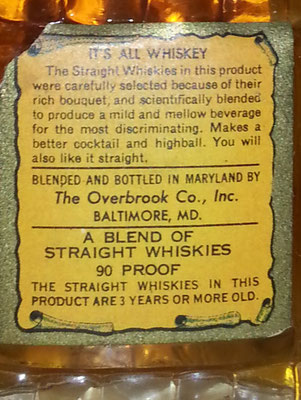 IT'S ALL WHISKEY
The Straight Whiskies in this product
were carefully selected because of their
rich bouquet, and scientifically blended
to produce a mild and mellow beverage
for the most discriminating. Makes a
better cocktail and highball. You will
also like it straight.
BLENDED AND BOTTLED IN MARYLAND BY
The Overbrook Co., Inc.
BALTIMORE, MD.
A BLEND OF
STRAIGHT WHISKIES
90 PROOF
THE STRAIGHT WHISKIES IN THIS
PRODUCT ARE 3 YEARS OR MORE OLD.